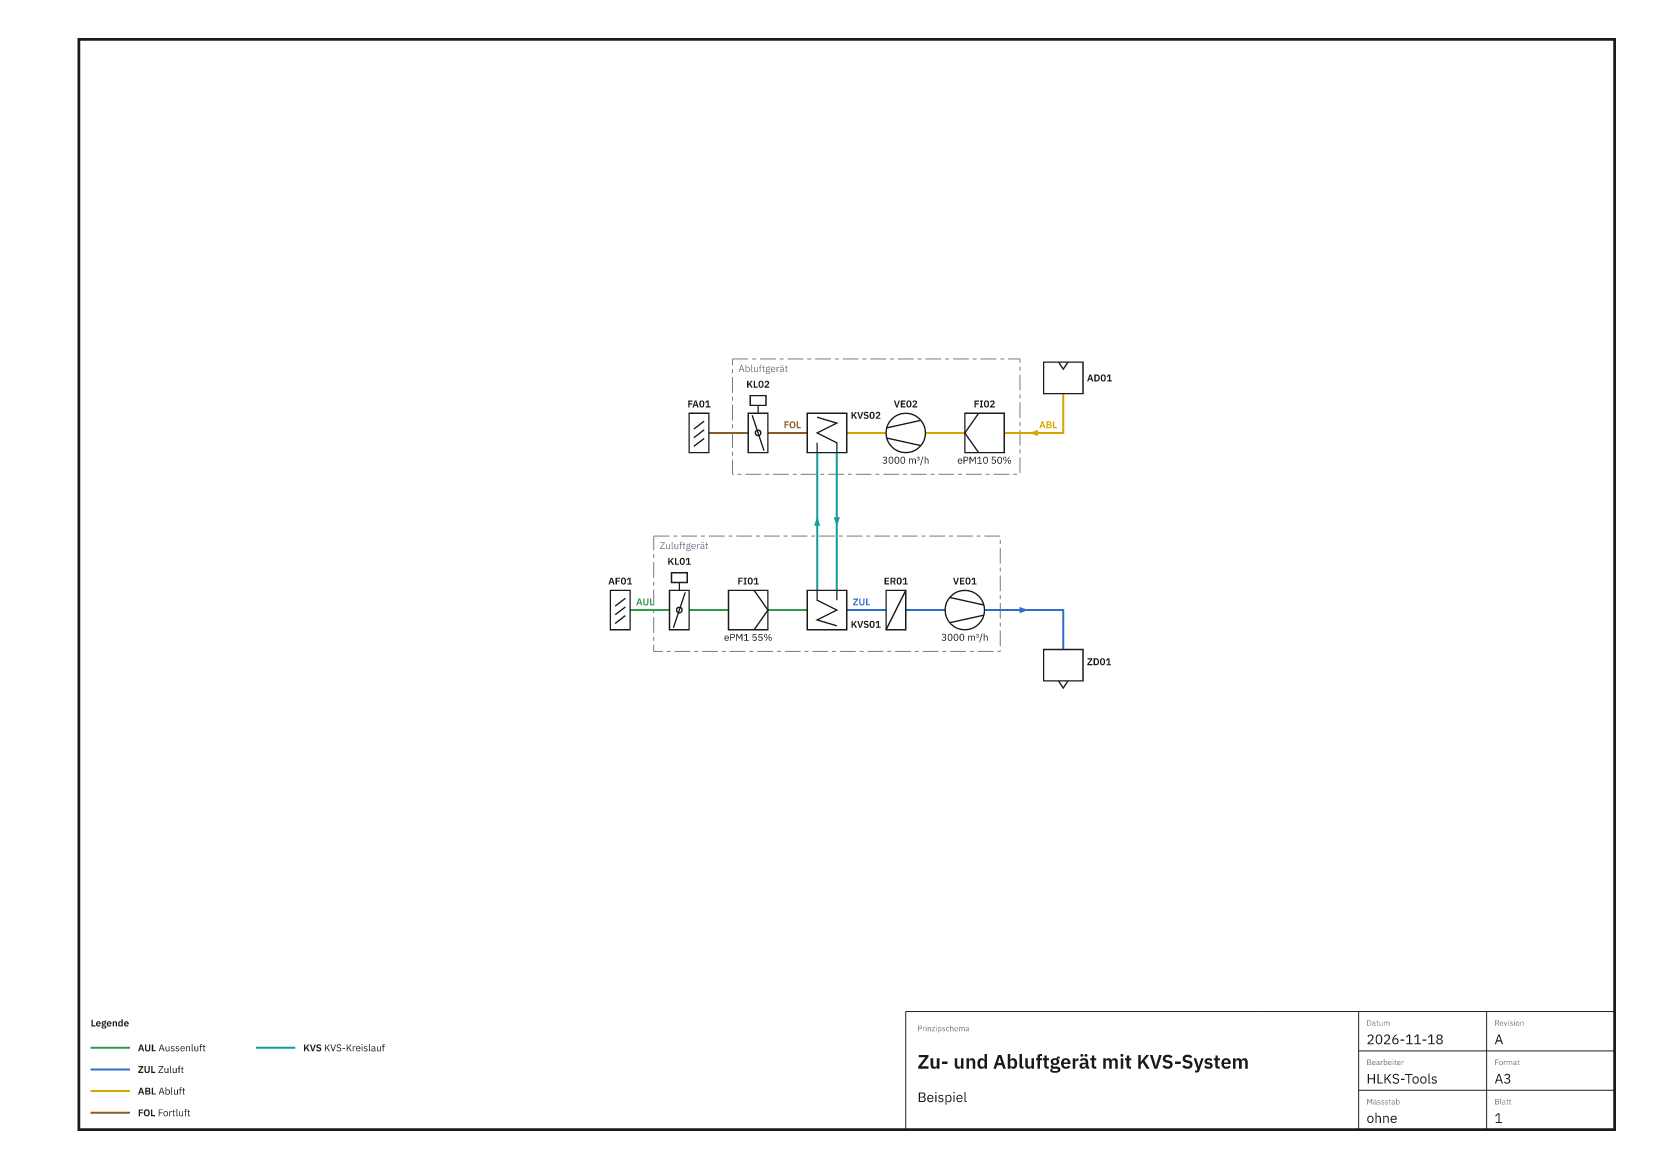 Abluftgerät
KL02
FA01
FOL
KVS02
VE02
3000 m³/h
FI02
ePM10 50%
ABL
AD01
Zuluftgerät
KL01
AF01
AUL
FI01
ePM1 55%
ZUL
KVS01
ER01
VE01
3000 m³/h
ZD01
Legende
AUL Aussenluft
ZUL Zuluft
ABL Abluft
FOL Fortluft
KVS KVS-Kreislauf
Prinzipschema
Zu- und Abluftgerät mit KVS-System
Beispiel
Datum
2026-11-18
Revision
A
Bearbeiter
HLKS-Tools
Format
A3
Massstab
ohne
Blatt
1